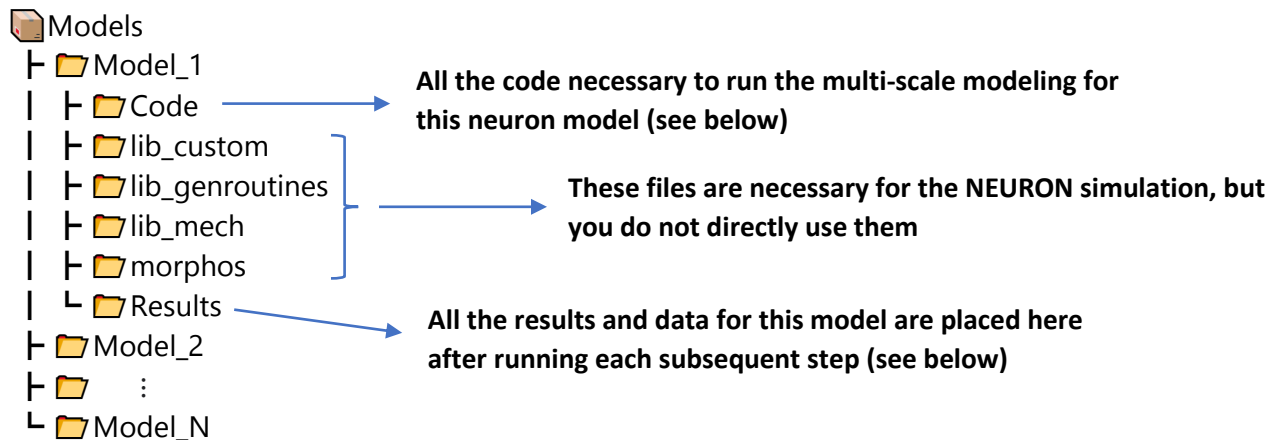 Models
Model_1
All the code necessary to run the multi-scale modeling for
Code
this neuron model (see below)
lib_custom
lib_genroutines
These files are necessary for the NEURON simulation, but
lib_mech
you do not directly use them
morphos
Results
All the results and data for this model are placed here
Model_2
after running each subsequent step (see below)
⋮
Model_N